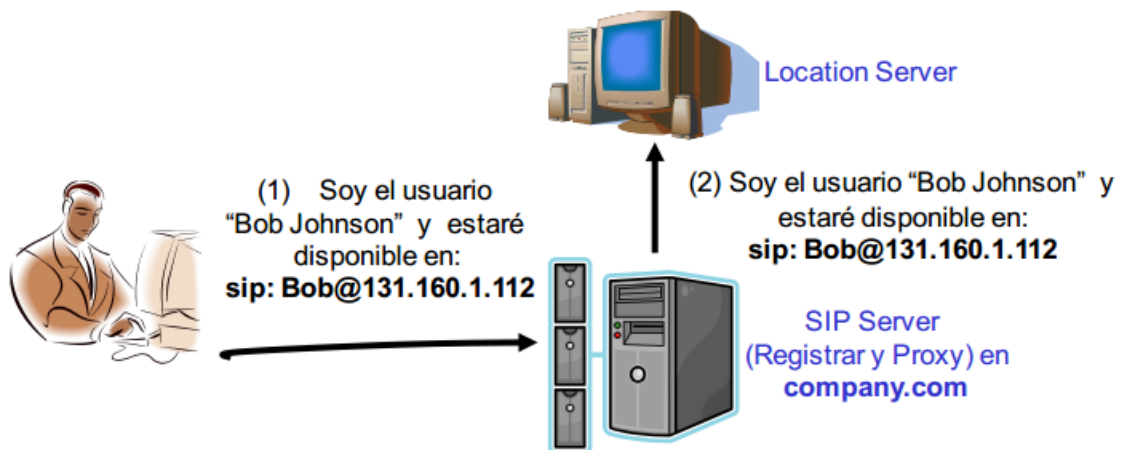 Location Server
(1) Soy el usuario
“Bob Johnson” y estaré
disponible en:
sip: Bob@131.160.1.112
(2) Soy el usuario “Bob Johnson” y
estaré disponible en:
sip: Bob@131.160.1.112
SIP Server
(Registrar y Proxy) en
company.com